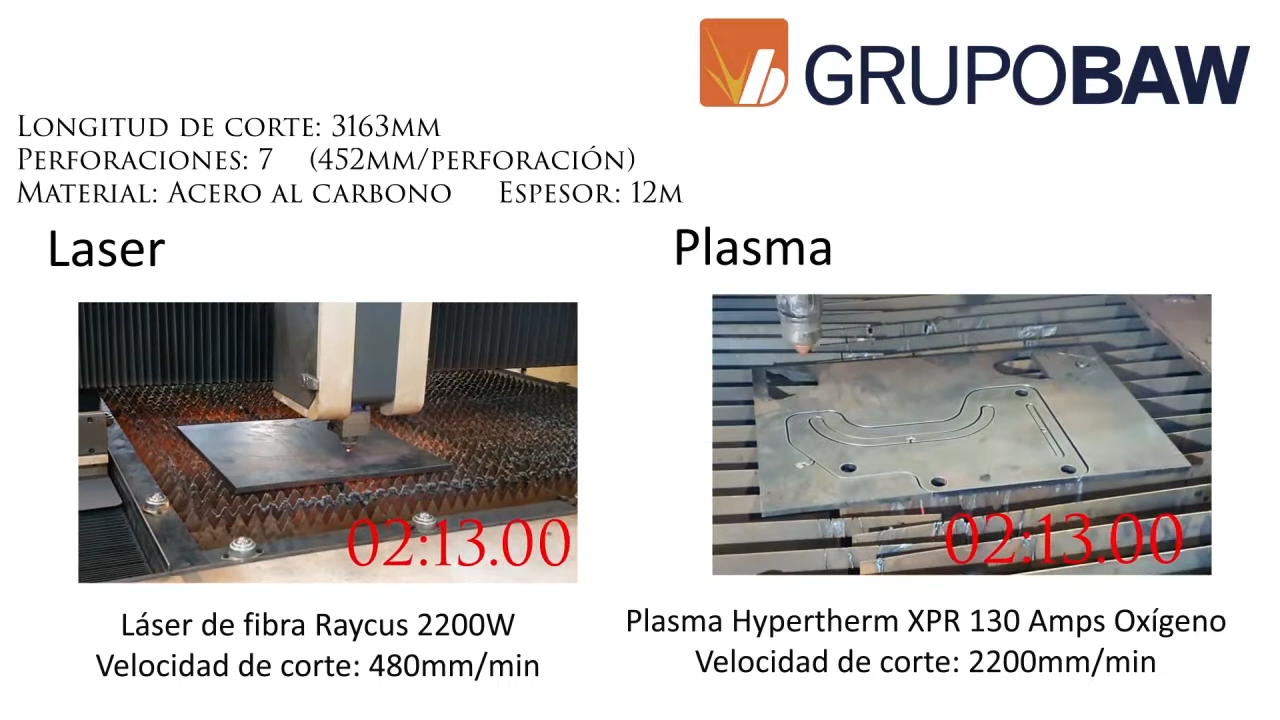 GRUPOBAW
Longitud de corte: 3163mm
Perforaciones: 7 (452mm/perforación)
Material: Acero al carbono Espesor: 12m
Laser
Plasma
02:13.00
02:13.00
Láser de fibra Raycus 2200W
Velocidad de corte: 480mm/min
Plasma Hypertherm XPR 130 Amps Oxígeno
Velocidad de corte: 2200mm/min